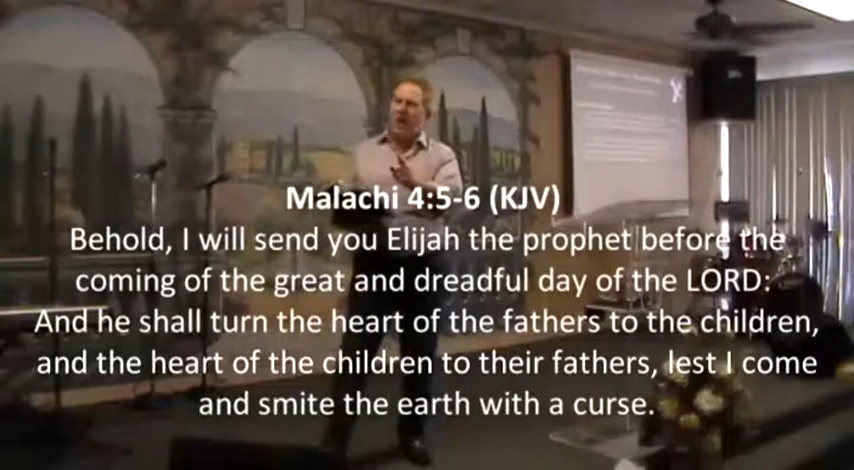 Malachi 4:5-6 (KJV)
Behold, I will send you Elijah the prophet before the
coming of the great and dreadful day of the LORD:
And he shall turn the heart of the fathers to the children,
and the heart of the children to their fathers, lest I come
and smite the earth with a curse.